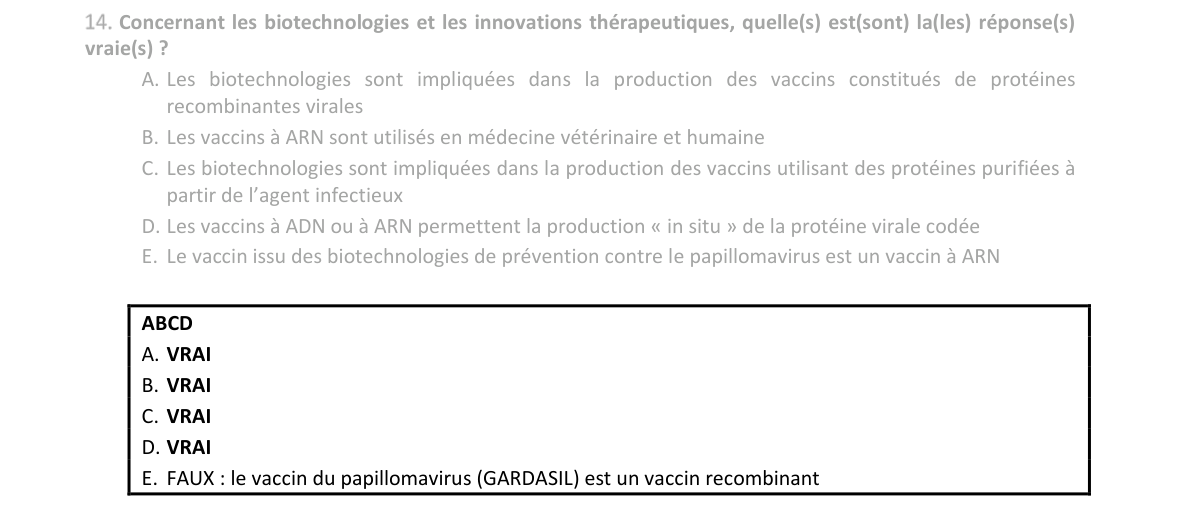 14. Concernant les biotechnologies et les innovations thérapeutiques, quelle(s) est(sont) la(les) réponse(s)
vraie(s) ?
A. Les biotechnologies sont impliquées dans la production des vaccins constitués de protéines
recombinantes virales
B. Les vaccins à ARN sont utilisés en médecine vétérinaire et humaine
C. Les biotechnologies sont impliquées dans la production des vaccins utilisant des protéines purifiées à
partir de l’agent infectieux
D. Les vaccins à ADN ou à ARN permettent la production « in situ » de la protéine virale codée
E. Le vaccin issu des biotechnologies de prévention contre le papillomavirus est un vaccin à ARN
ABCD
A. VRAI
B. VRAI
C. VRAI
D. VRAI
E. FAUX : le vaccin du papillomavirus (GARDASIL) est un vaccin recombinant